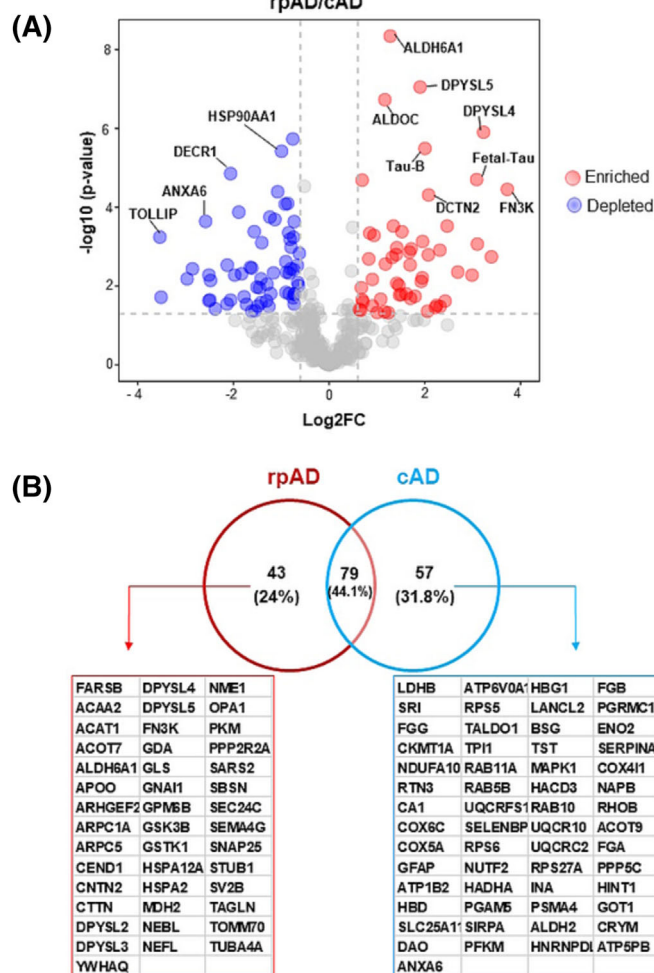 rpAD/cAD
(A)
8
6
4
2
0
-log10 (p-value)
-4 -2 0 2 4
Log2FC
ALDH6A1
DPYSL5
ALDOC
DPYSL4
HSP90AA1
Tau-B
Fetal-Tau
DECR1
ANXA6
DCTN2
FN3K
TOLLIP
Enriched
Depleted
(B)
rpAD cAD
43 79 57
(24%) (44.1%) (31.8%)
FARSB DPYSL4 NME1
ACAA2 DPYSL5 OPA1
ACAT1 FN3K PKM
ACOT7 GDA PPP2R2A
ALDH6A1 GLS SARS2
APOO GNAI1 SBSN
ARHGEF2 GPM6B SEC24C
ARPC1A GSK3B SEMA4G
ARPC5 GSTK1 SNAP25
CEND1 HSPA12A STUB1
CNTN2 HSPA2 SV2B
CTTN MDH2 TAGLN
DPYSL2 NEBL TOMM70
DPYSL3 NEFL TUBA4A
YWHAQ
LDHB ATP6V0A1 HBG1 FGB
SRI RPS5 LANCL2 PGRMC1
FGG TALDO1 BSG ENO2
CKMT1A TPI1 TST SERPINA
NDUFA10 RAB11A MAPK1 COX4I1
RTN3 RAB5B HACD3 NAPB
CA1 UQCRFS1 RAB10 RHOB
COX6C SELENBP UQCR10 ACOT9
COX5A RPS6 UQCRC2 FGA
GFAP NUTF2 RPS27A PPP5C
ATP1B2 HADHA INA HINT1
HBD PGAM5 PSMA4 GOT1
SLC25A11 SIRPA ALDH2 CRYM
DAO PFKM HNRNPDL ATP5PB
ANXA6